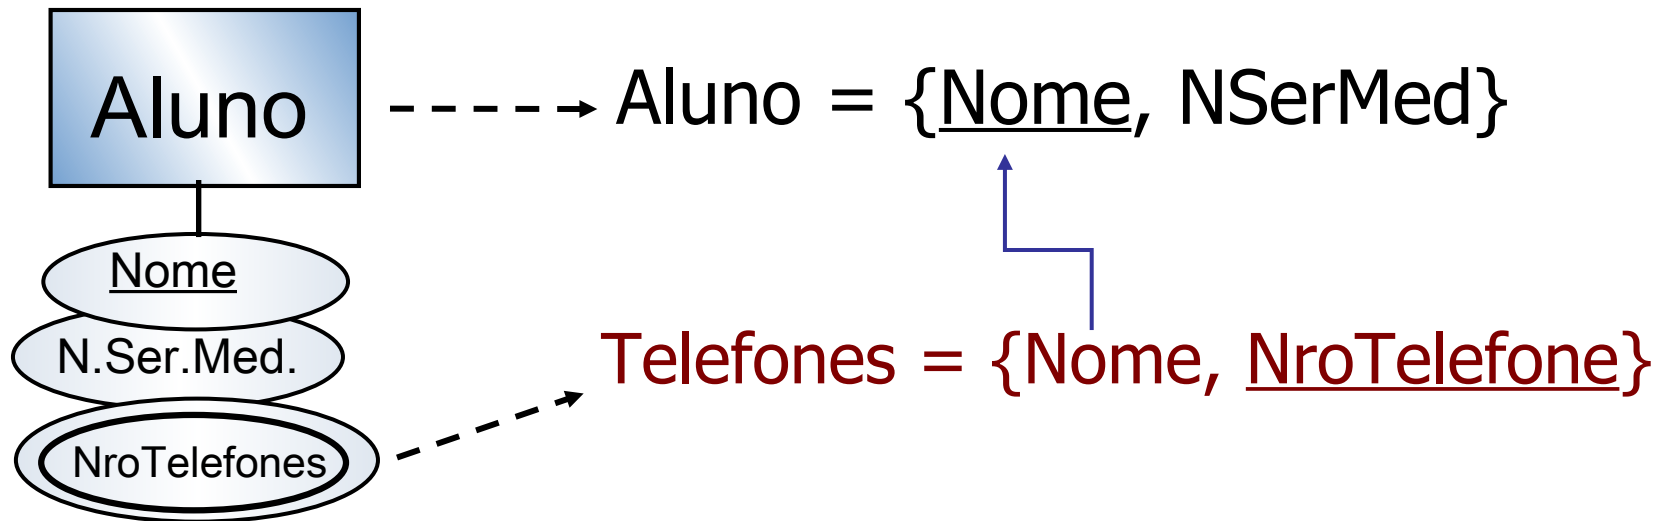 Aluno
Aluno = {Nome, NSerMed}
Nome
N.Ser.Med.
Telefones = {Nome, NroTelefone}
NroTelefones